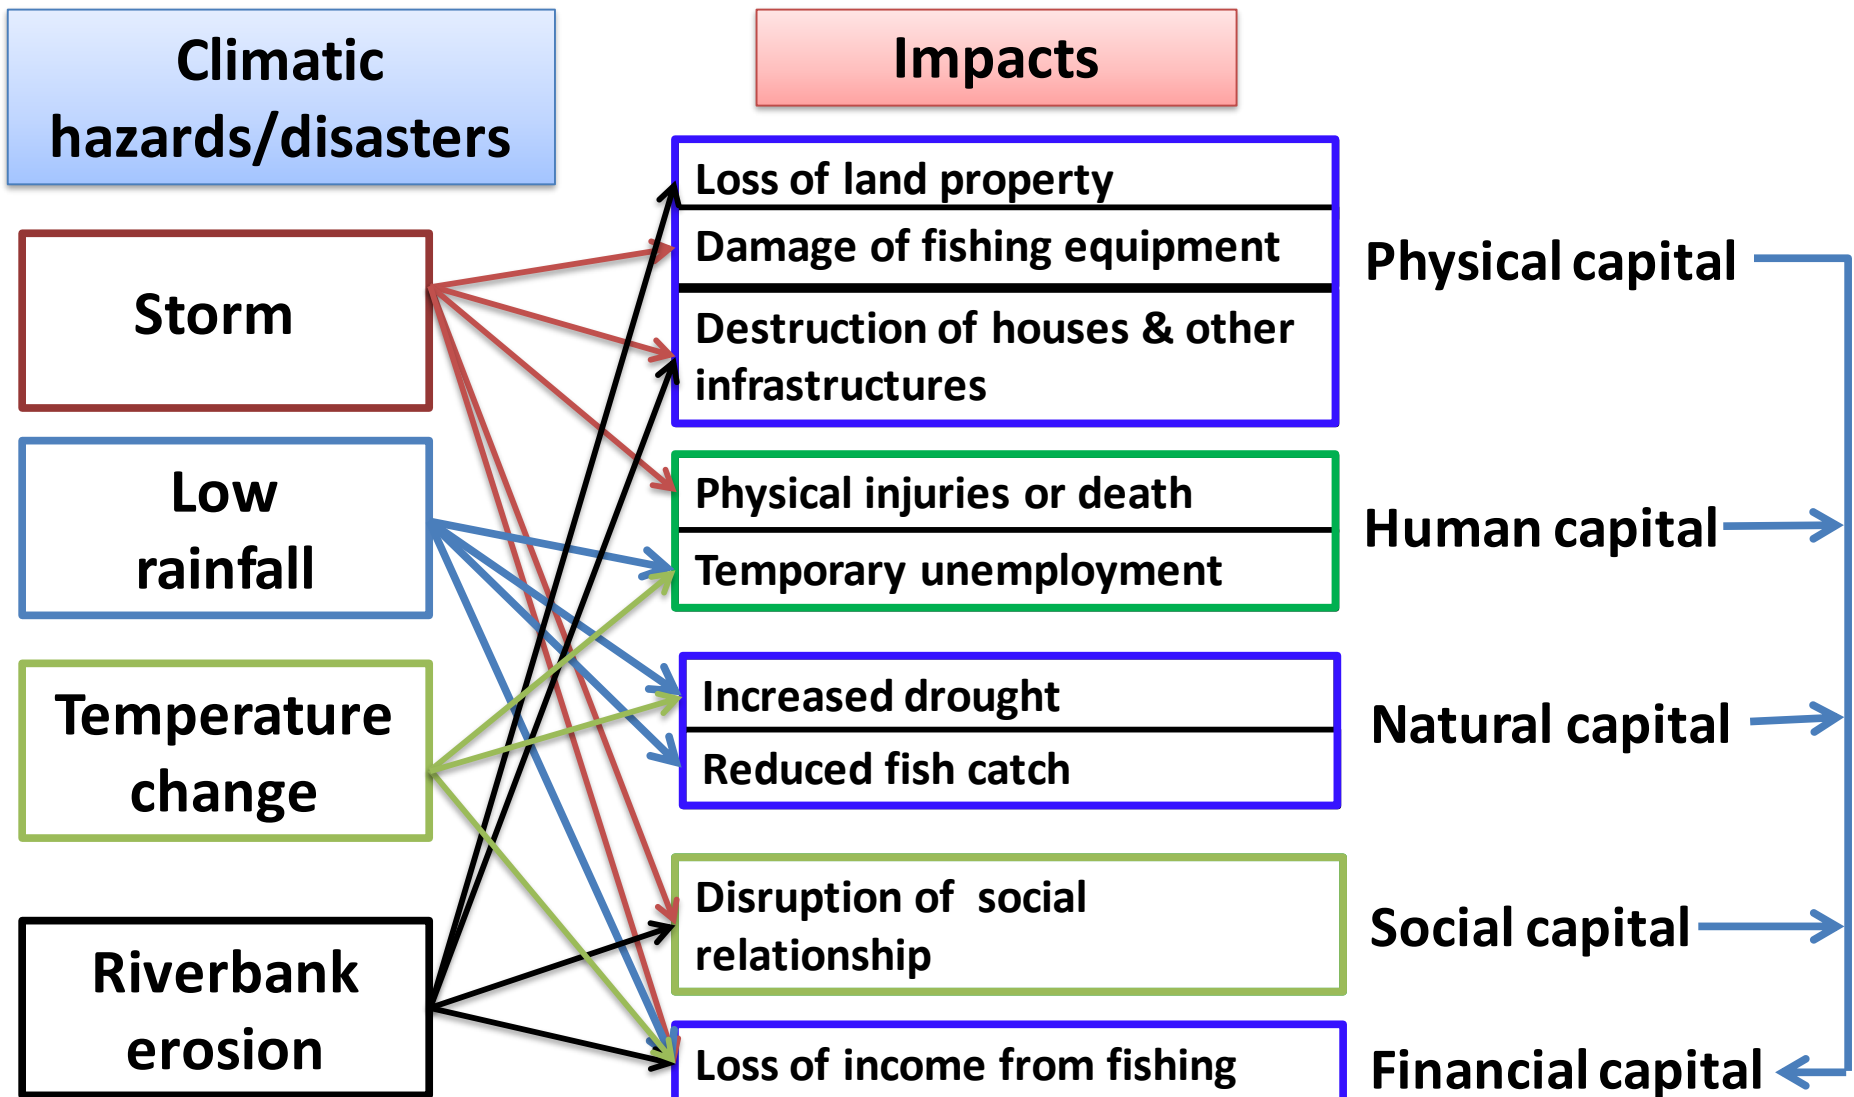 Climatic
hazards/disasters
Impacts
Storm
Low
rainfall
Temperature
change
Riverbank
erosion
Loss of land property
Damage of fishing equipment
Destruction of houses & other
infrastructures
Physical injuries or death
Temporary unemployment
Increased drought
Reduced fish catch
Disruption of  social
relationship
Loss of income from fishing
Physical capital
Human capital
Natural capital
Social capital
Financial capital